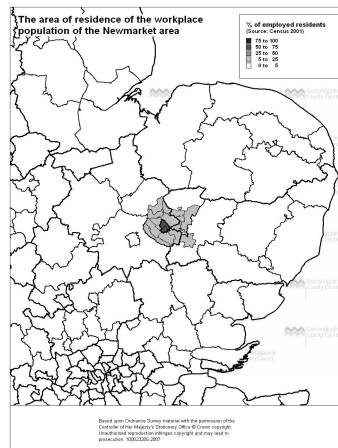 The area of residence of the workplace
population of the Newmarket area
% of employed residents
(Source: Census 2001)
75 to 100
50 to 75
25 to 50
5 to 25
0 to 5
Based upon Ordnance Survey material with the permission of the
Controller of Her Majesty's Stationery Office © Crown copyright.
Unauthorised reproduction infringes copyright and may lead to
prosecution. 100023205 2007